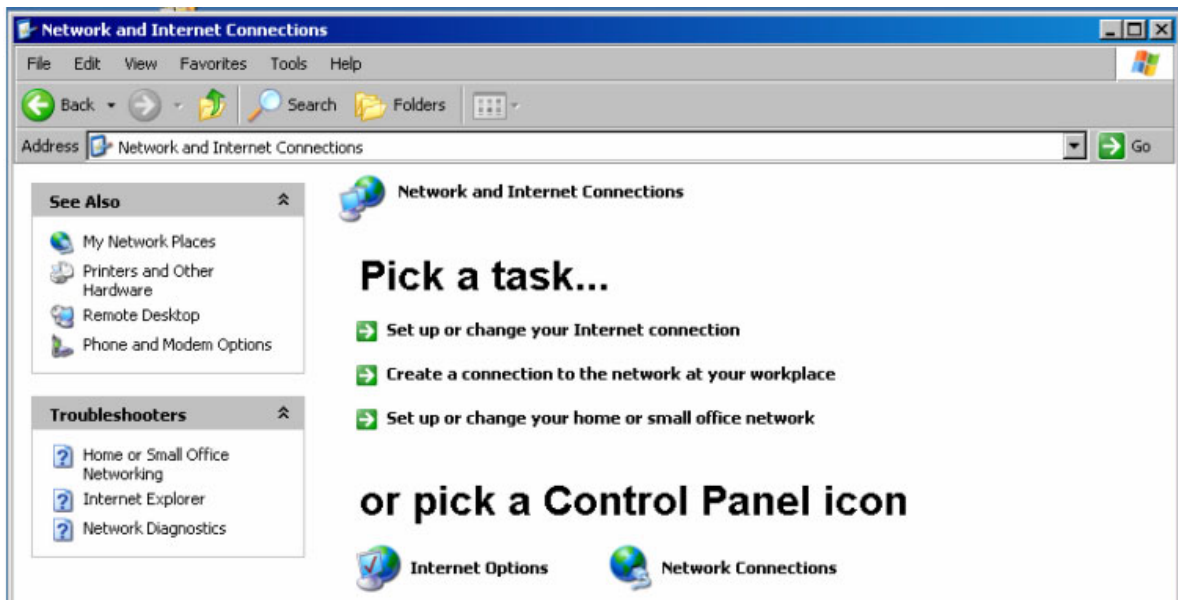 Network and Internet Connections
File Edit View Favorites Tools Help
Back Search Folders
Address Network and Internet Connections Go
See Also
My Network Places
Printers and Other
Hardware
Remote Desktop
Phone and Modem Options
Troubleshooters
Home or Small Office
Networking
Internet Explorer
Network Diagnostics
Network and Internet Connections
Pick a task...
Set up or change your Internet connection
Create a connection to the network at your workplace
Set up or change your home or small office network
or pick a Control Panel icon
Internet Options Network Connections